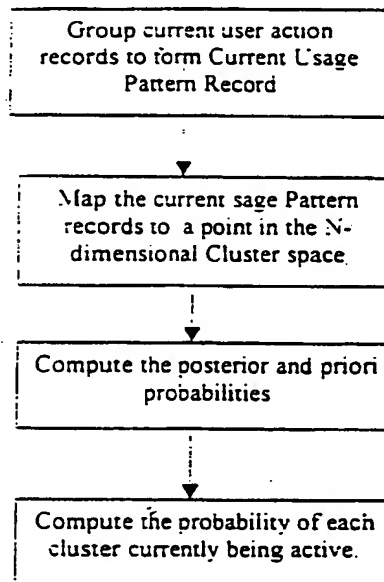 Group current user action
records to form Current Usage
Pattern Record
Map the current sage Pattern
records to a point in the N-
dimensional Cluster space
Compute the posterior and priori
probabilities
Compute the probability of each
cluster currently being active.